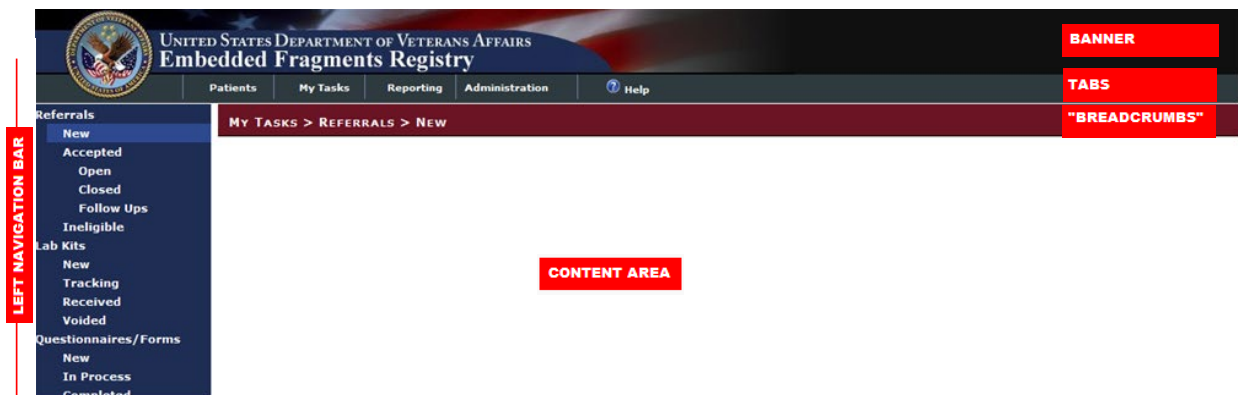 UNITED STATES DEPARTMENT OF VETERANS AFFAIRS
Embedded Fragments Registry
BANNER
Patients My Tasks Reporting Administration Help
TABS
MY TASKS > REFERRALS > NEW
"BREADCRUMBS"
LEFT NAVIGATION BAR
Referrals
New
Accepted
Open
Closed
Follow Ups
Ineligible
Lab Kits
New
Tracking
Received
Voided
Questionnaires/Forms
New
In Process
Completed
CONTENT AREA